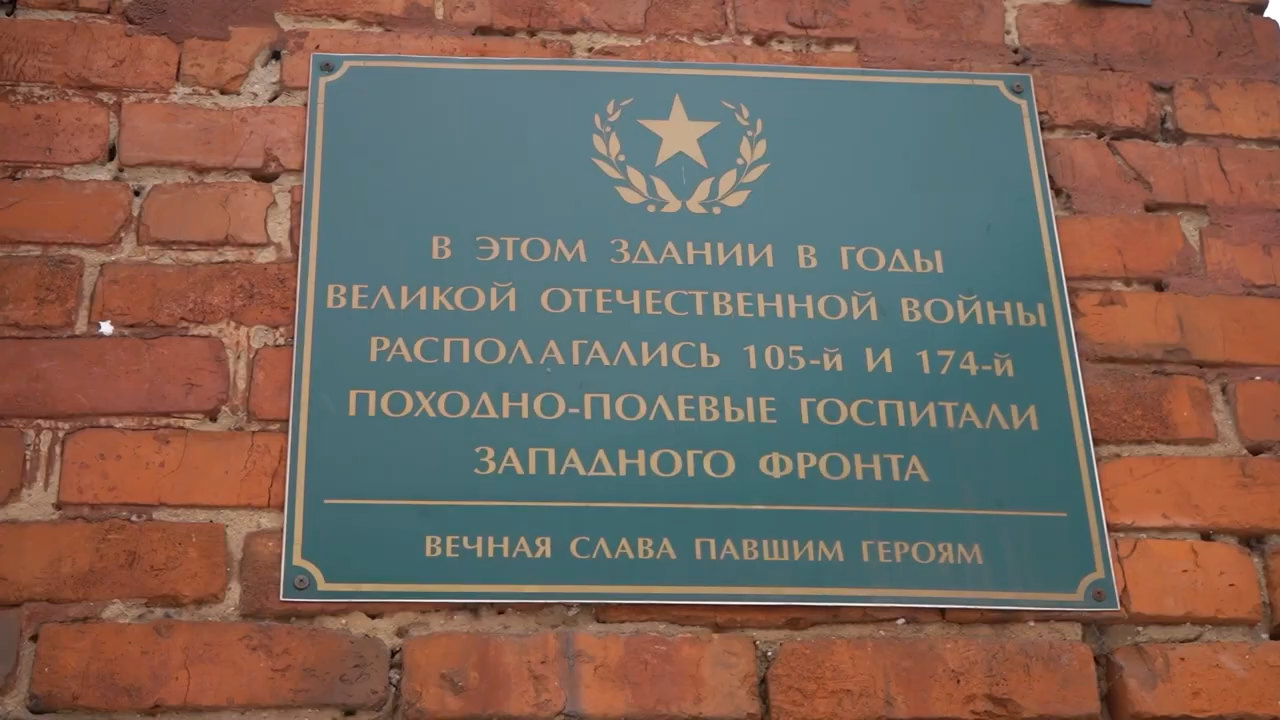 В ЭТОМ ЗДАНИИ В ГОДЫ
ВЕЛИКОЙ ОТЕЧЕСТВЕННОЙ ВОЙНЫ
РАСПОЛАГАЛИСЬ 105-й И 174-й
ПОХОДНО-ПОЛЕВЫЕ ГОСПИТАЛИ
ЗАПАДНОГО ФРОНТА
ВЕЧНАЯ СЛАВА ПАВШИМ ГЕРОЯМ